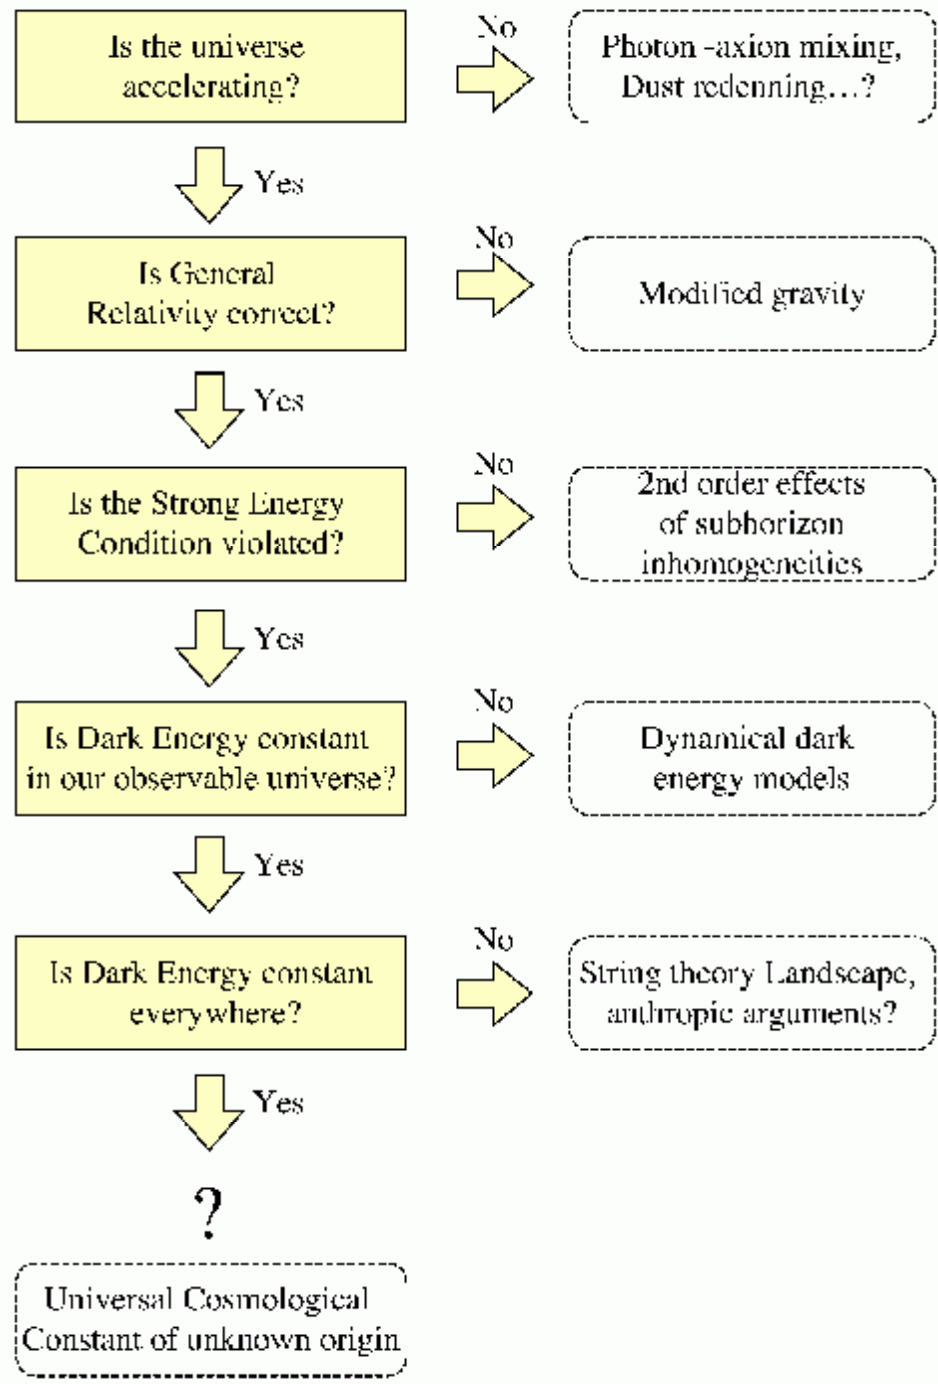 Is the universe
accelerating?
No
Photon -axion mixing,
Dust redenning...?
Yes
Is General
Relativity correct?
No
Modified gravity
Yes
Is the Strong Energy
Condition violated?
No
2nd order effects
of subhorizon
inhomogeneities
Yes
Is Dark Energy constant
in our observable universe?
No
Dynamical dark
energy models
Yes
Is Dark Energy constant
everywhere?
No
String theory Landscape,
anthropic arguments?
Yes
?
Universal Cosmological
Constant of unknown origin